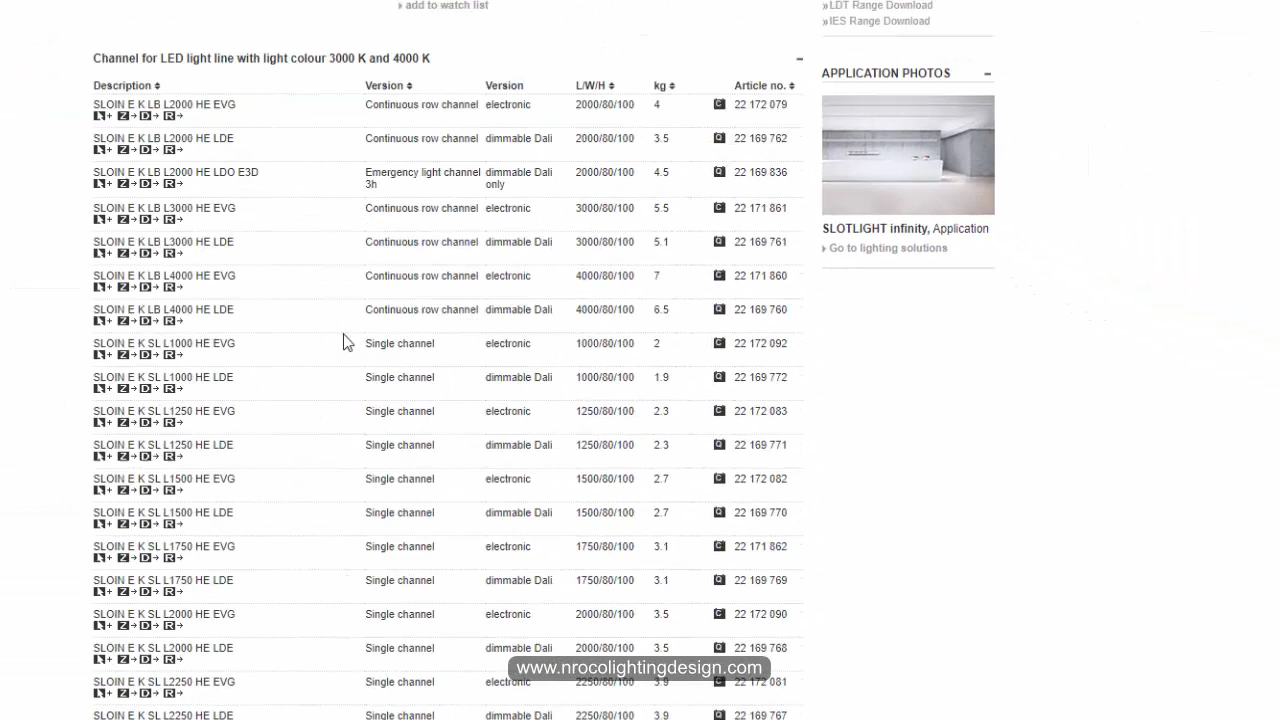 add to watch list
LDT Range Download
IES Range Download
Channel for LED light line with light colour 3000 K and 4000 K
APPLICATION PHOTOS
Description Version Version L/W/H kg Article no.
SLOIN E K LB L2000 HE EVG Continuous row channel electronic 2000/80/100 4 C 22 172 079
Z D R
SLOIN E K LB L2000 HE LDE Continuous row channel dimmable Dali 2000/80/100 3.5 Q 22 169 762
Z D R
SLOIN E K LB L2000 HE LDO E3D Emergency light channel 3h dimmable Dali only 2000/80/100 4.5 Q 22 169 836
Z D R
SLOIN E K LB L3000 HE EVG Continuous row channel electronic 3000/80/100 5.5 C 22 171 861
Z D R
SLOIN E K LB L3000 HE LDE Continuous row channel dimmable Dali 3000/80/100 5.1 Q 22 169 761
Z D R
SLOIN E K LB L4000 HE EVG Continuous row channel electronic 4000/80/100 7 C 22 171 860
Z D R
SLOIN E K LB L4000 HE LDE Continuous row channel dimmable Dali 4000/80/100 6.5 Q 22 169 760
Z D R
SLOIN E K SL L1000 HE EVG Single channel electronic 1000/80/100 2 C 22 172 092
Z D R
SLOIN E K SL L1000 HE LDE Single channel dimmable Dali 1000/80/100 1.9 Q 22 169 772
Z D R
SLOIN E K SL L1250 HE EVG Single channel electronic 1250/80/100 2.3 C 22 172 083
Z D R
SLOIN E K SL L1250 HE LDE Single channel dimmable Dali 1250/80/100 2.3 Q 22 169 771
Z D R
SLOIN E K SL L1500 HE EVG Single channel electronic 1500/80/100 2.7 C 22 172 082
Z D R
SLOIN E K SL L1500 HE LDE Single channel dimmable Dali 1500/80/100 2.7 Q 22 169 770
Z D R
SLOIN E K SL L1750 HE EVG Single channel electronic 1750/80/100 3.1 C 22 171 862
Z D R
SLOIN E K SL L1750 HE LDE Single channel dimmable Dali 1750/80/100 3.1 Q 22 169 769
Z D R
SLOIN E K SL L2000 HE EVG Single channel electronic 2000/80/100 3.5 C 22 172 090
Z D R
SLOIN E K SL L2000 HE LDE Single channel dimmable Dali 2000/80/100 3.5 Q 22 169 768
Z D R
SLOIN E K SL L2250 HE EVG Single channel electronic 2250/80/100 3.9 C 22 172 081
Z D R
SLOIN E K SL L2250 HE LDE Single channel dimmable Dali 2250/80/100 3.9 Q 22 169 767
SLOTLIGHT infinity, Application
Go to lighting solutions
www.nrocolightingdesign.com